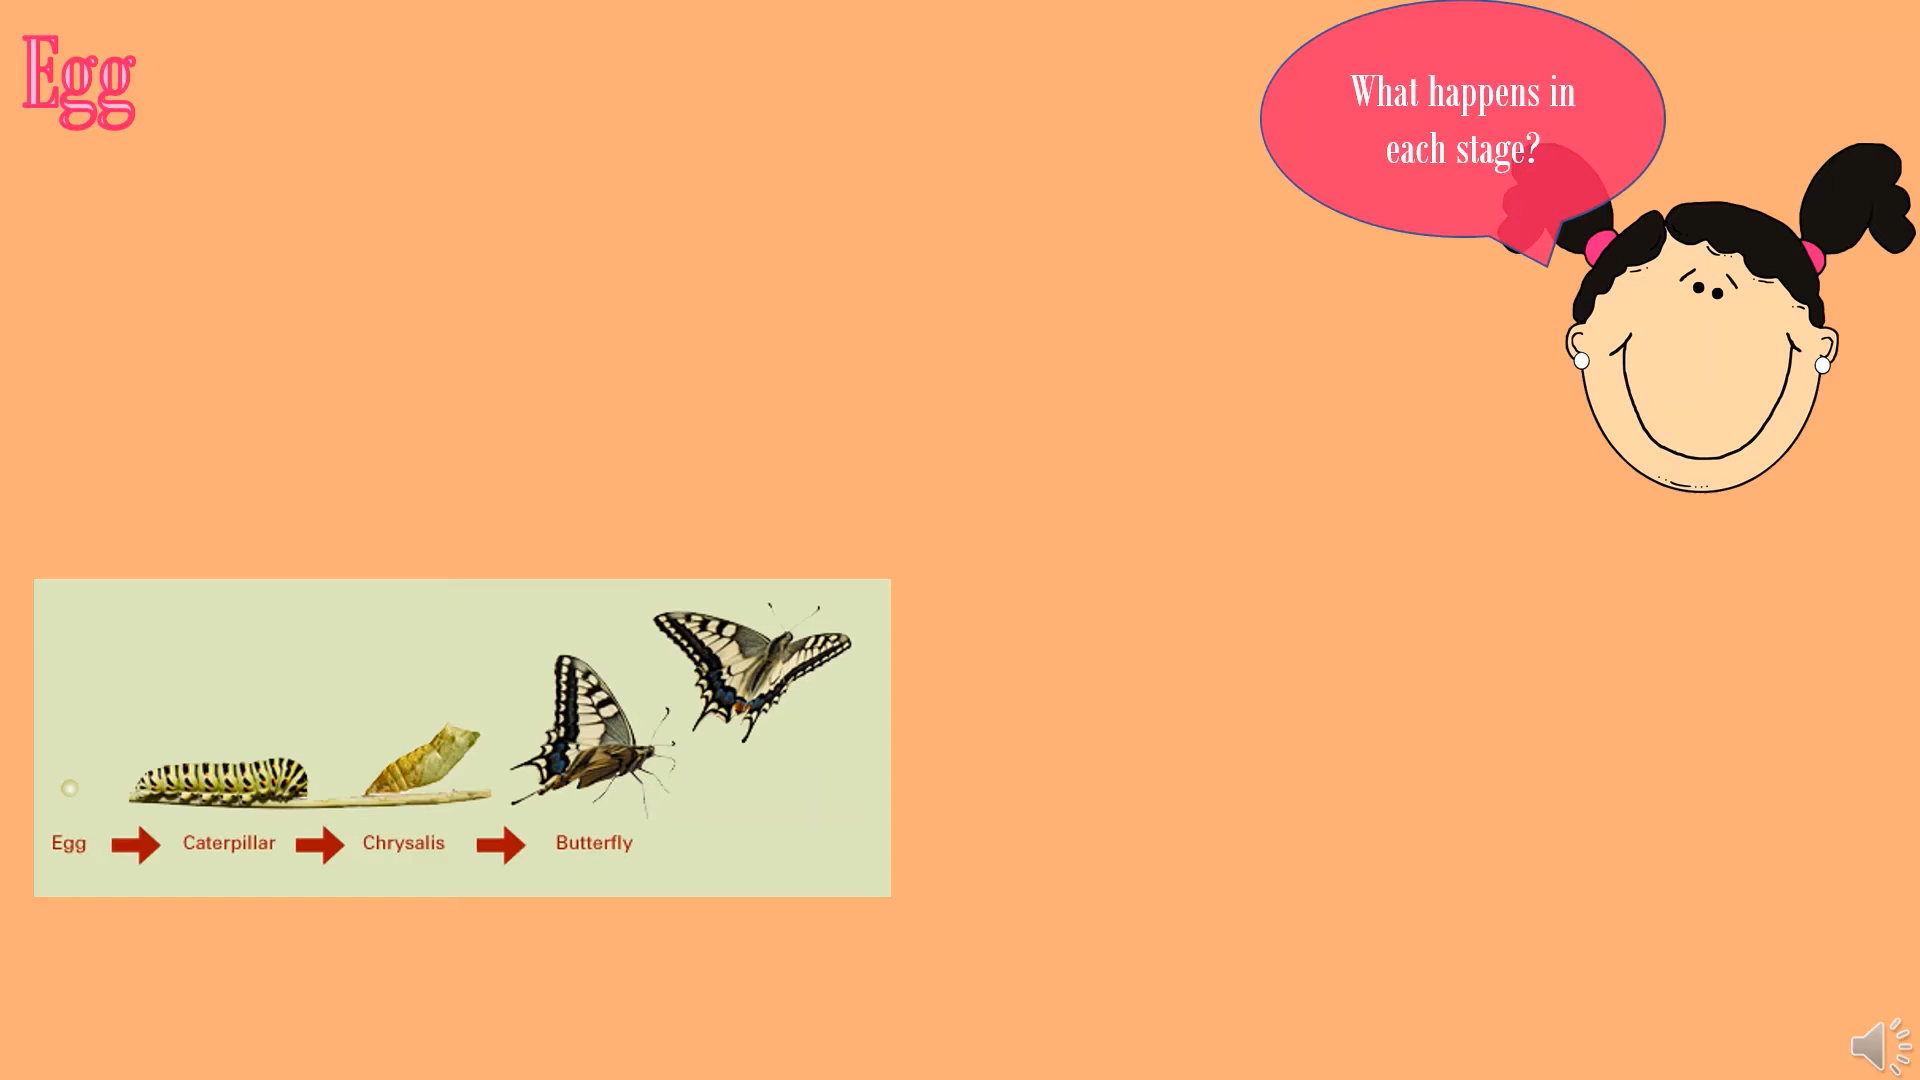 Egg
What happens in
each stage?
Egg
Caterpillar
Chrysalis
Butterfly